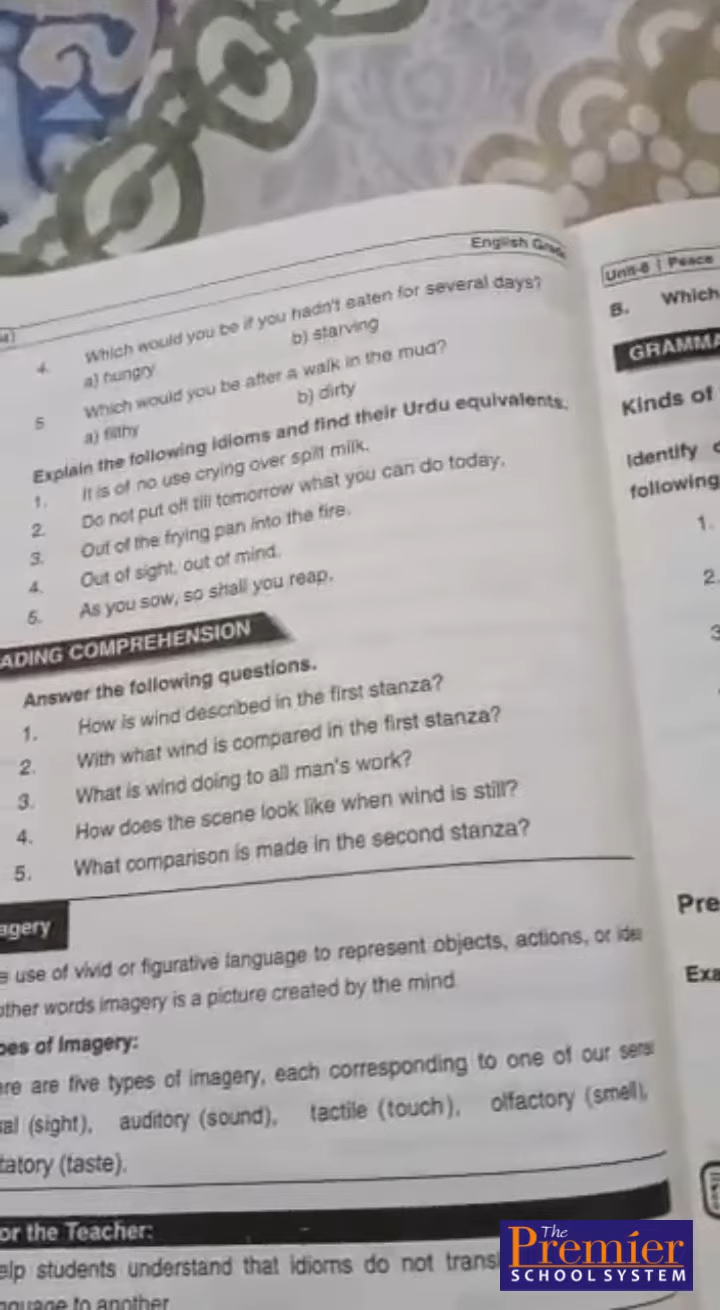 English
4. Which would you be if you hadn't eaten for several days?
a) hungry b) starving
5 Which would you be after a walk in the mud?
a) filthy b) dirty
Explain the following idioms and find their Urdu equivalents.
1. It is of no use crying over spilt milk.
2. Do not put off till tomorrow what you can do today.
3. Out of the frying pan into the fire.
4. Out of sight, out of mind.
5. As you sow, so shall you reap.
ADING COMPREHENSION
Answer the following questions.
1. How is wind described in the first stanza?
2. With what wind is compared in the first stanza?
3. What is wind doing to all man's work?
4. How does the scene look like when wind is still?
5. What comparison is made in the second stanza?
agery
e use of vivid or figurative language to represent objects, actions, or idea
other words imagery is a picture created by the mind
pes of Imagery:
ere are five types of imagery, each corresponding to one of our sens
ual (sight), auditory (sound), tactile (touch), olfactory (smell),
tatory (taste).
or the Teacher:
elp students understand that idioms do not transl
nguage to another
Unit-6 | Peace
B. Which
GRAMMA
Kinds of
Identify
following
1.
2.
3
Pre
Exa
The
Premier
SCHOOL SYSTEM